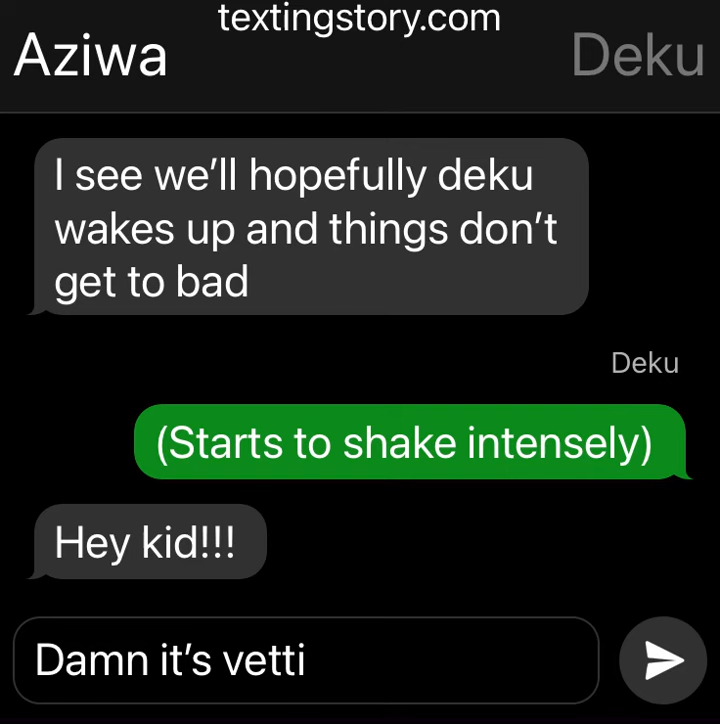 textingstory.com
Aziwa
Deku
I see we’ll hopefully deku
wakes up and things don’t
get to bad
Deku
(Starts to shake intensely)
Hey kid!!!
Damn it’s vetti